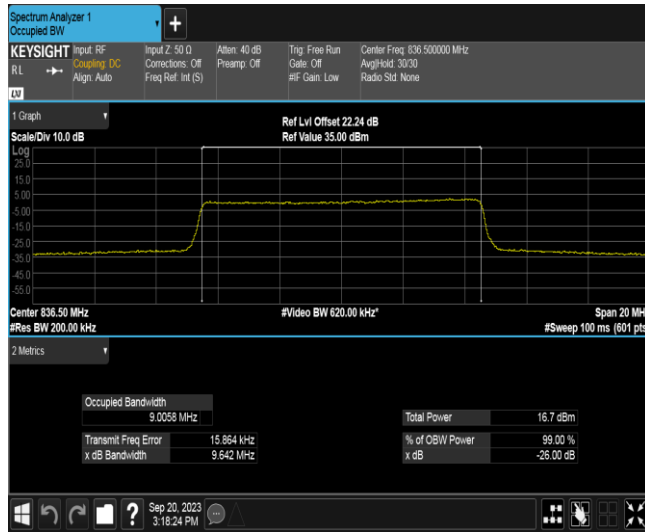 Spectrum Analyzer 1
Occupied BW
+
KEYSIGHT
R L
LXI
Input: RF
Coupling: DC
Align: Auto
Input Z: 50 Ω
Corrections: Off
Freq Ref: Int (S)
Atten: 40 dB
Preamp: Off
Trig: Free Run
Gate: Off
#IF Gain: Low
Center Freq: 836.500000 MHz
Avg|Hold: 30/30
Radio Std: None
1 Graph
Scale/Div 10.0 dB
Ref Lvl Offset 22.24 dB
Ref Value 35.00 dBm
Log
25.0
15.0
5.00
-5.00
-15.0
-25.0
-35.0
-45.0
-55.0
Center 836.50 MHz
#Res BW 200.00 kHz
#Video BW 620.00 kHz*
Span 20 MH
#Sweep 100 ms (601 pts
2 Metrics
Occupied Bandwidth
9.0058 MHz
Transmit Freq Error 15.864 kHz
x dB Bandwidth 9.642 MHz
Total Power 16.7 dBm
% of OBW Power 99.00 %
x dB -26.00 dB
?
Sep 20, 2023
3:18:24 PM